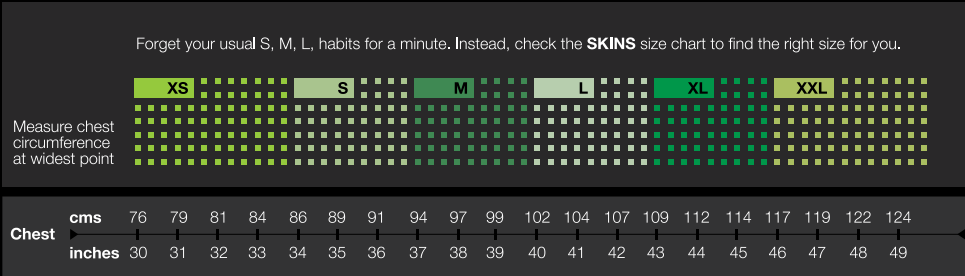 Forget your usual S, M, L, habits for a minute. Instead, check the SKINS size chart to find the right size for you.
XS S M L XL XXL
Measure chest
circumference
at widest point
cms 76 79 81 84 86 89 91 94 97 99 102 104 107 109 112 114 117 119 122 124
Chest
inches 30 31 32 33 34 35 36 37 38 39 40 41 42 43 44 45 46 47 48 49